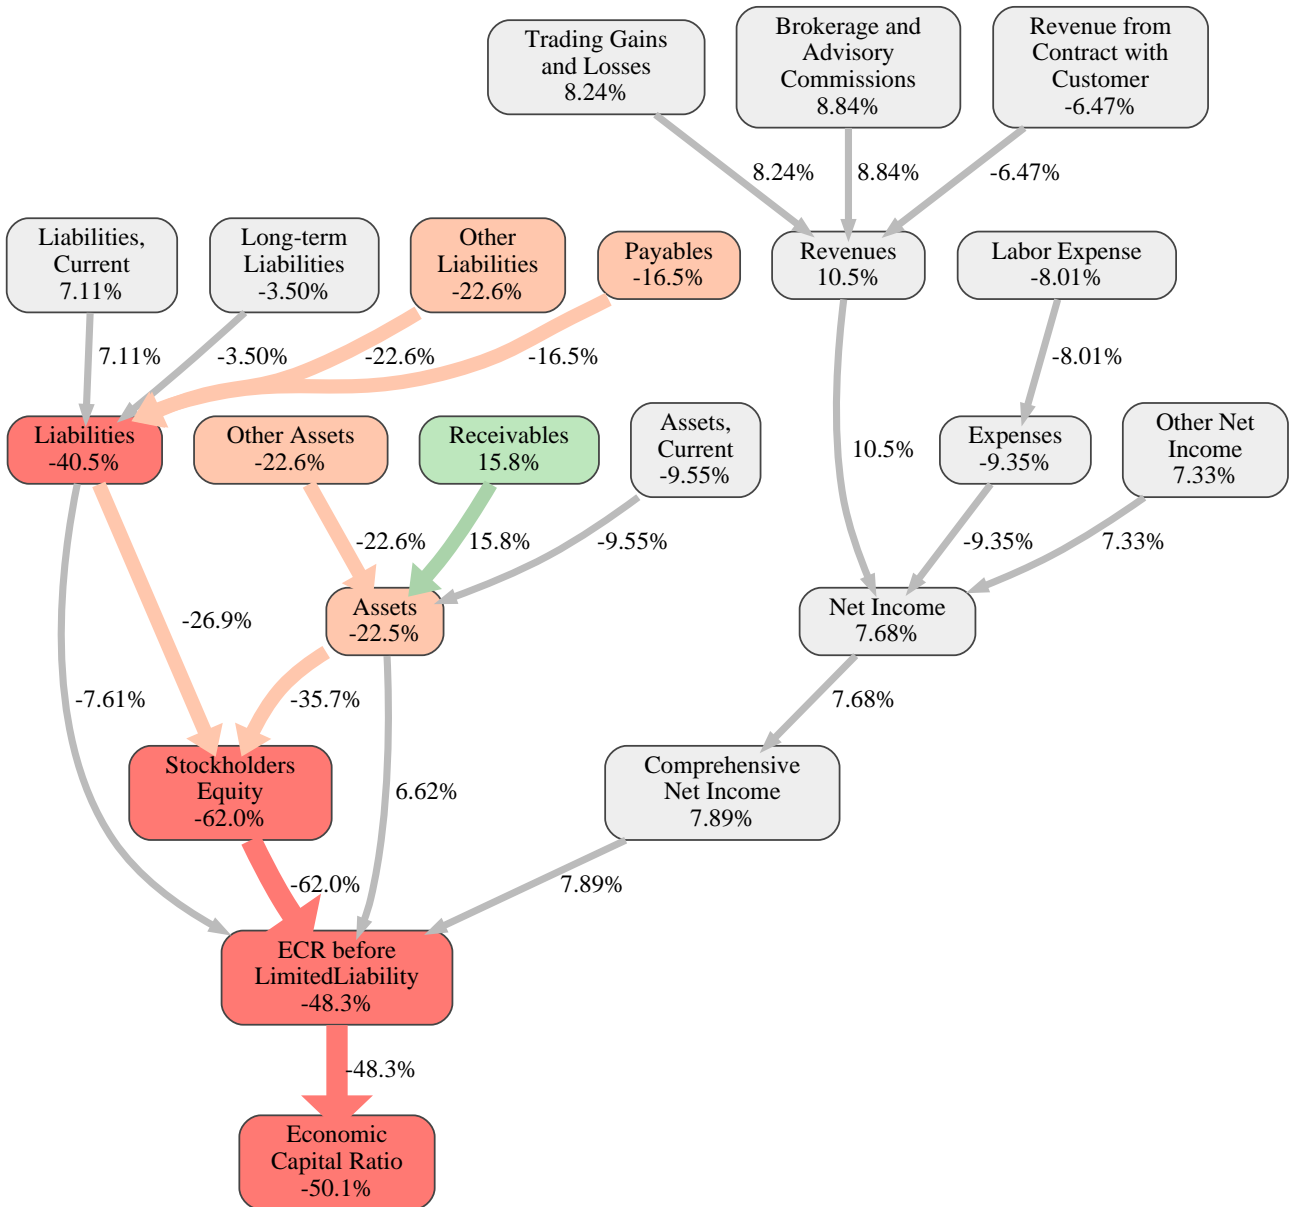 Trading Gains
and Losses
8.24%
Brokerage and
Advisory
Commissions
8.84%
Revenue from
Contract with
Customer
-6.47%
8.24%
8.84%
-6.47%
Liabilities,
Current
7.11%
Long-term
Liabilities
-3.50%
Other
Liabilities
-22.6%
Payables
-16.5%
Revenues
10.5%
Labor Expense
-8.01%
7.11%
-3.50%
-22.6%
-16.5%
-8.01%
Liabilities
-40.5%
Other Assets
-22.6%
Receivables
15.8%
Assets,
Current
-9.55%
10.5%
Expenses
-9.35%
Other Net
Income
7.33%
-22.6%
15.8%
-9.55%
-9.35%
7.33%
-26.9%
Assets
-22.5%
Net Income
7.68%
-7.61%
-35.7%
7.68%
Stockholders
Equity
-62.0%
6.62%
Comprehensive
Net Income
7.89%
-62.0%
7.89%
ECR before
LimitedLiability
-48.3%
-48.3%
Economic
Capital Ratio
-50.1%